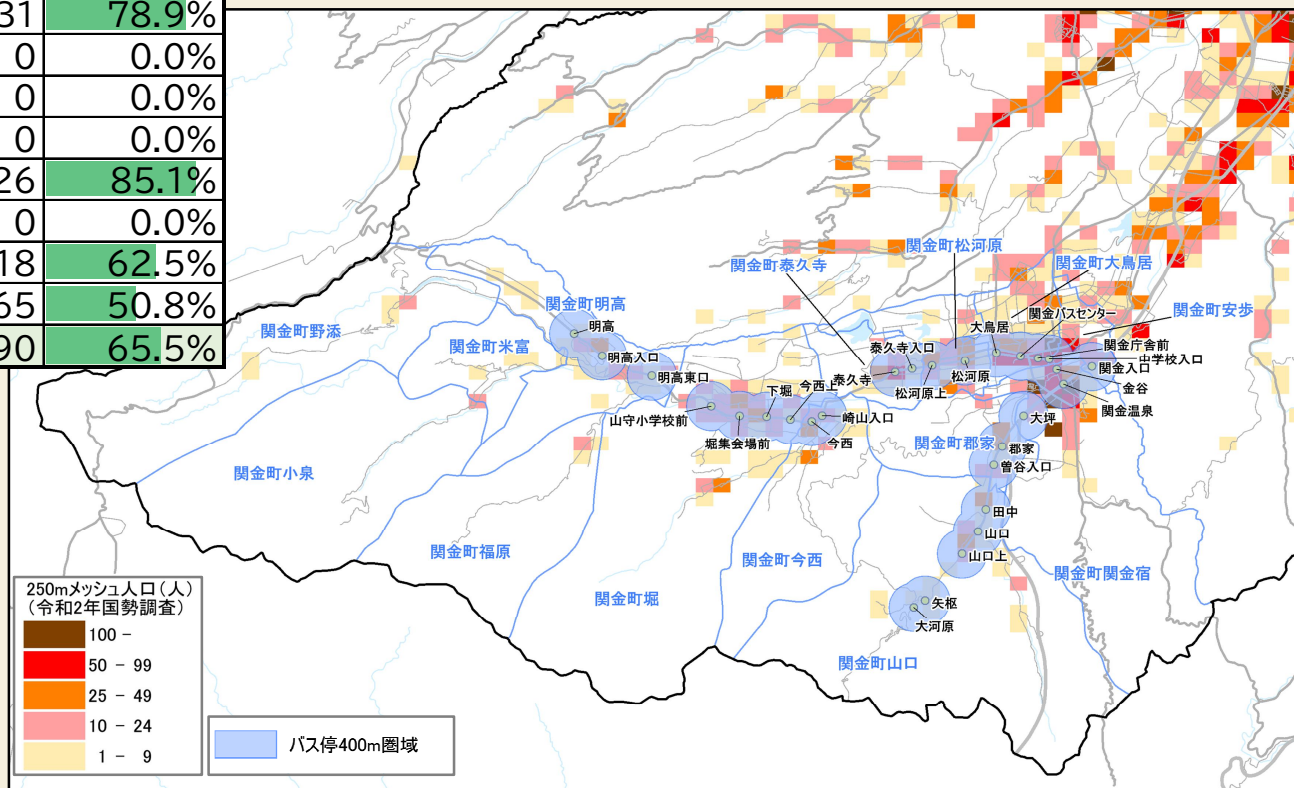 31 78.9%
0 0.0%
0 0.0%
0 0.0%
26 85.1%
0 0.0%
18 62.5%
65 50.8%
90 65.5%
関金町松河原
関金町泰久寺
関金町大鳥居
関金町明高
関金町安歩
関金町野添
関金町米富
関金町郡家
関金町小泉
関金町福原
関金町今西
関金町堀
関金町関金宿
関金町山口
明高
明高入口
明高東口
山守小学校前
堀集会場前
下堀
今西上
今西
崎山入口
泰久寺
泰久寺入口
松河原上
松河原
大鳥居
関金バスセンター
関金庁舎前
中学校入口
関金入口
金谷
関金温泉
大坪
郡家
曽谷入口
田中
山口
山口上
矢枢
大河原
250mメッシュ人口(人)
(令和2年国勢調査)
100 -
50 - 99
25 - 49
10 - 24
1 - 9
バス停400m圏域